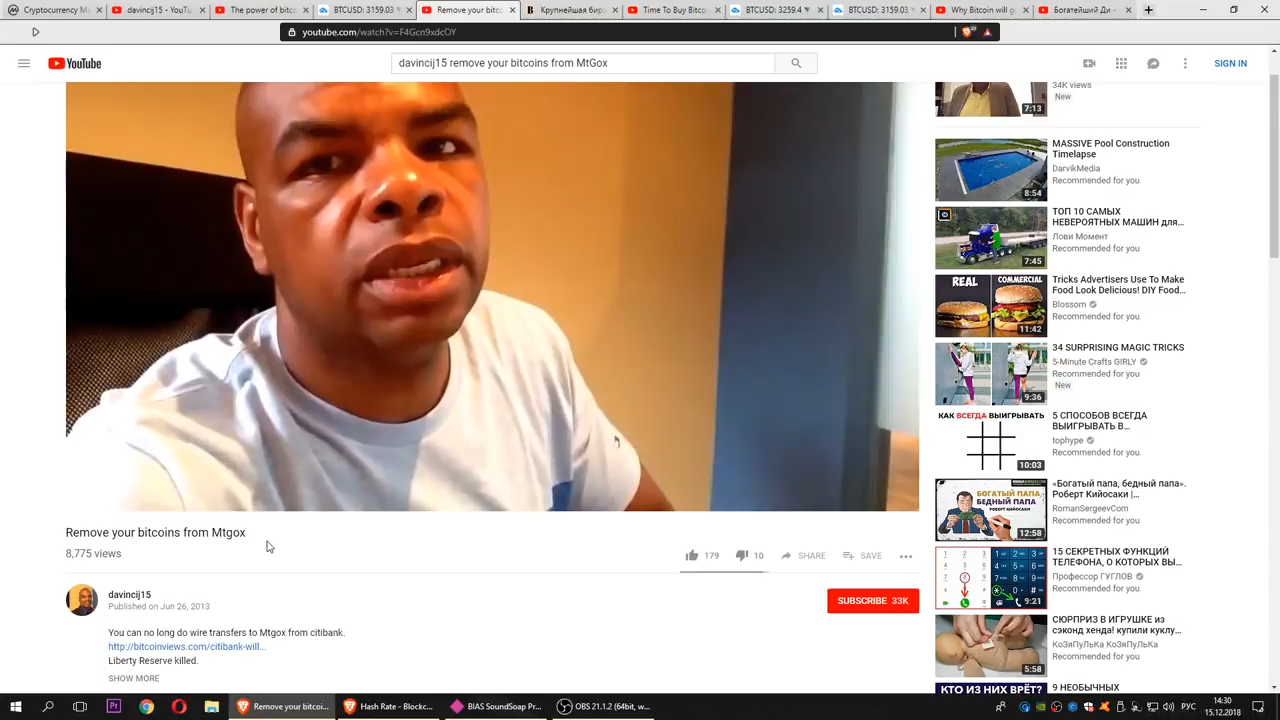 Cryptocurrency M
davincij15 - YouTu
The power of bitco
BTCUSD: 3159.03
Remove your bitco
Крупнейшая бирж
Time To Buy Bitco
BTCUSD: 3259.4
BTCUSD: 3159.03
Why Bitcoin will go
Богатейший Ди
youtube.com/watch?v=F4Gcn9xdcOY
YouTube
davincij15 remove your bitcoins from MtGox
SIGN IN
34K views
New
7:13
MASSIVE Pool Construction
Timelapse
DarvikMedia
Recommended for you
8:54
ТОП 10 САМЫХ
НЕВЕРОЯТНЫХ МАШИН для...
Лови Момент
Recommended for you
7:45
REAL COMMERCIAL
Tricks Advertisers Use To Make
Food Look Delicious! DIY Food...
Blossom
Recommended for you
11:42
34 SURPRISING MAGIC TRICKS
5-Minute Crafts GIRLY
Recommended for you
New
9:36
КАК ВСЕГДА ВЫИГРЫВАТЬ
5 СПОСОБОВ ВСЕГДА
ВЫИГРЫВАТЬ В...
tophype
Recommended for you
10:03
БОГАТЫЙ ПАПА,
БЕДНЫЙ ПАПА
«Богатый папа, бедный папа».
Роберт Кийосаки |...
RomanSergeevCom
Recommended for you
12:58
15 СЕКРЕТНЫХ ФУНКЦИЙ
ТЕЛЕФОНА, О КОТОРЫХ ВЫ...
Профессор ГУГЛОВ
Recommended for you
9:21
СЮРПРИЗ В ИГРУШКЕ из
сэконд хенда! купили куклу...
КоЗяПуЛьКа КоЗяПуЛьКа
Recommended for you
5:58
КТО ИЗ НИХ ВРЁТ?
9 НЕОБЫЧНЫХ
Remove your bitcoins from Mtgox
8,775 views
179 10 SHARE SAVE
davincij15
Published on Jun 26, 2013
SUBSCRIBE 33K
You can no long do wire transfers to Mtgox from citibank.
http://bitcoinviews.com/citibank-will...
Liberty Reserve killed.
SHOW MORE
Remove your bitcoi...
Hash Rate - Blockc...
BIAS SoundSoap Pr...
OBS 21.1.2 (64bit, w...
РУС
14:30
15.12.2018